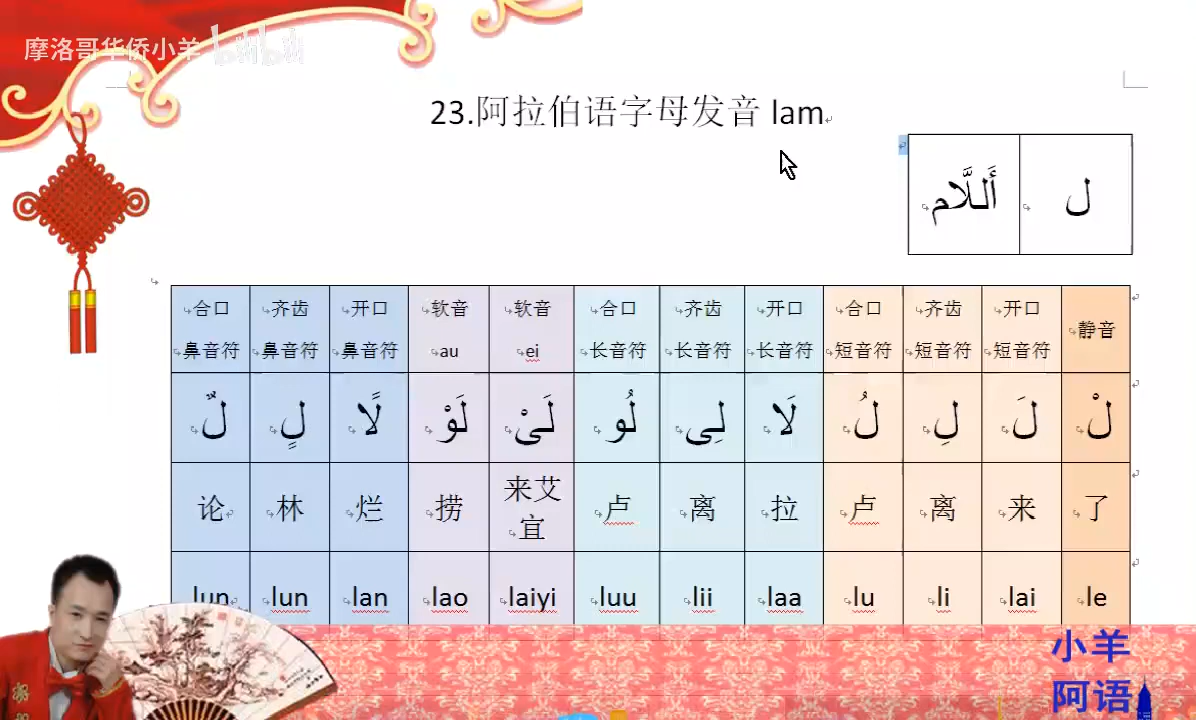 摩洛哥华侨小羊 bilibili
23.阿拉伯语字母发音 lam
أَللَّام ل
合口 齐齿 开口 软音 软音 合口 齐齿 开口 合口 齐齿 开口 静音
鼻音符 鼻音符 鼻音符 au ei 长音符 长音符 长音符 短音符 短音符 短音符
لٌ لٍ لًا لَوْ لَىْ لُو لِى لَا لُ لِ لَ لْ
论 林 烂 捞 来艾宜 卢 离 拉 卢 离 来 了
lun lun lan lao laiyi luu lii laa lu li lai le
小羊
阿语